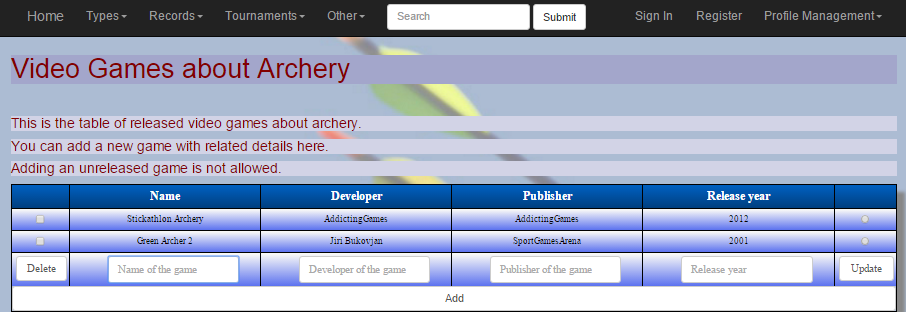 Home Types Records Tournaments Other Search Submit Sign In Register Profile Management
Video Games about Archery
This is the table of released video games about archery.
You can add a new game with related details here.
Adding an unreleased game is not allowed.
Name Developer Publisher Release year
Stickathlon Archery AddictingGames AddictingGames 2012
Green Archer 2 Jiri Bukovjan SportGamesArena 2001
Delete Name of the game Developer of the game Publisher of the game Release year Update
Add